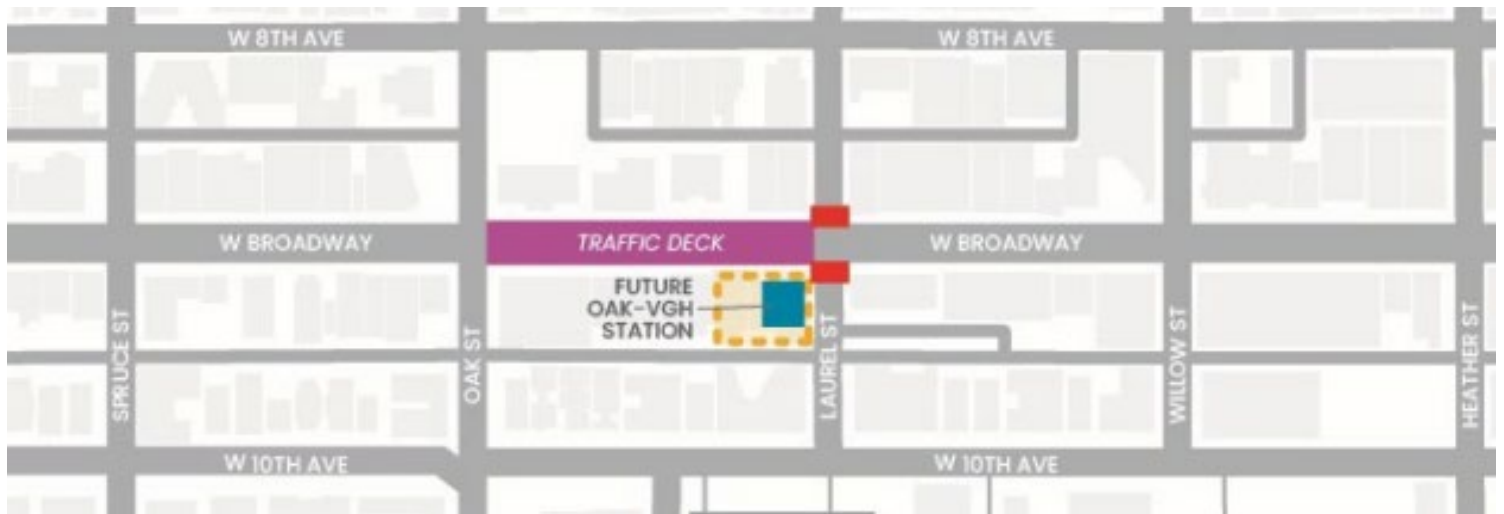 W 8TH AVE
W 8TH AVE
W BROADWAY
TRAFFIC DECK
W BROADWAY
FUTURE
OAK-VGH
STATION
SPRUCE ST
OAK ST
LAUREL ST
WILLOW ST
HEATHER ST
W 10TH AVE
W 10TH AVE